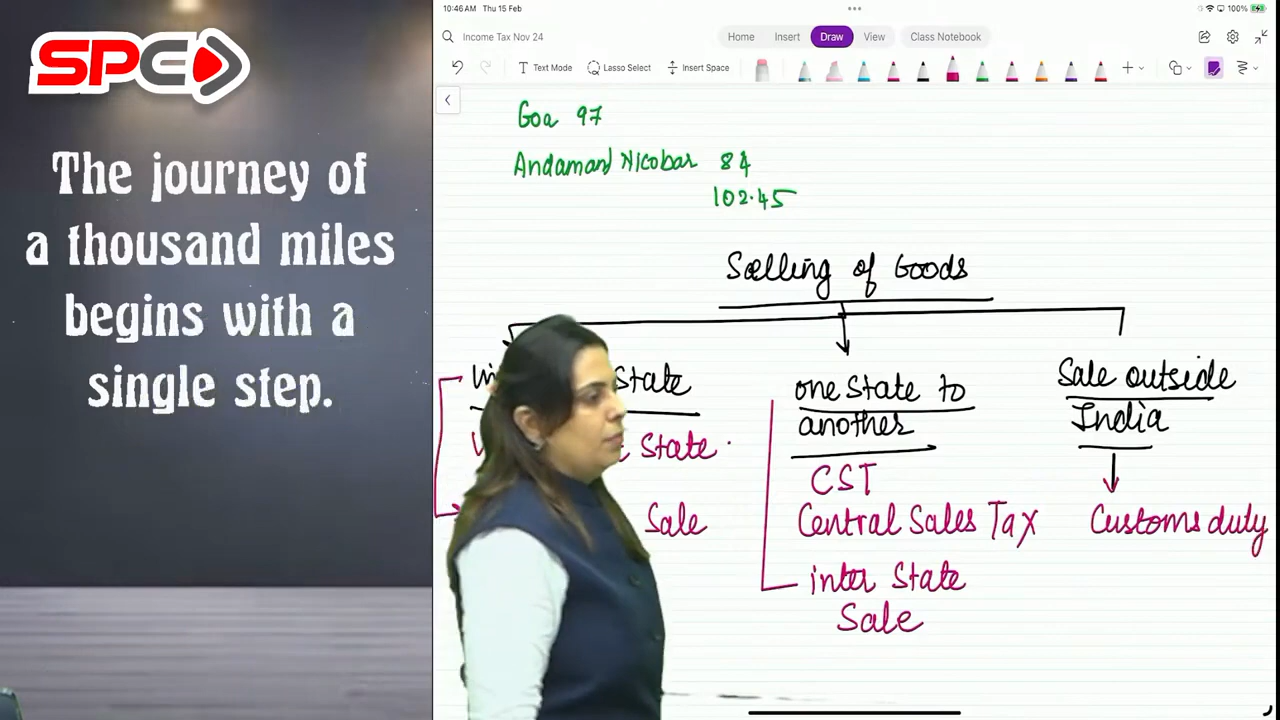 SPC
The journey of
a thousand miles
begins with a
single step.
10:46 AM Thu 15 Feb
100%
Income Tax Nov 24
Home Insert Draw View Class Notebook
Text Mode Lasso Select Insert Space
Goa 97
Andaman Nicobar 84
102.45
Selling of Goods
State one State to another Sale outside India
State CST Customs duty
Sale Central Sales Tax
inter State
Sale